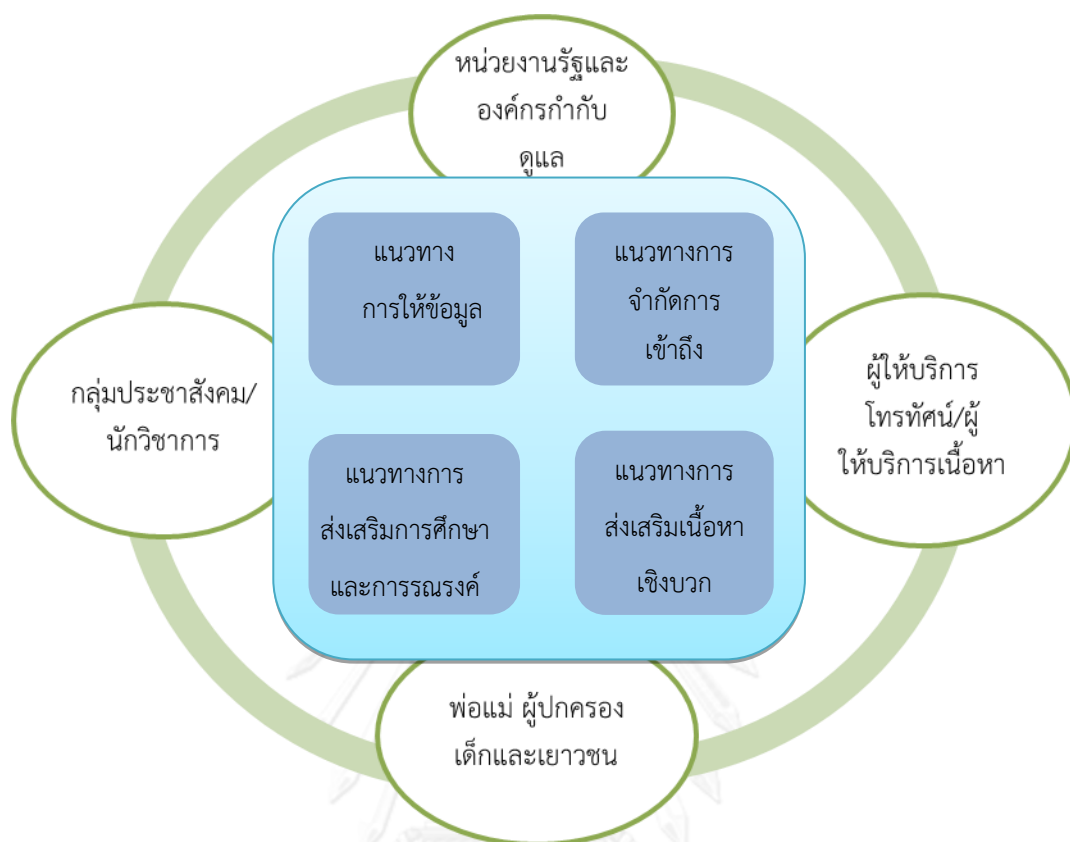 หน่วยงานรัฐและ
องค์กรกำกับ
ดูแล
แนวทาง
การให้ข้อมูล
แนวทางการ
จำกัดการ
เข้าถึง
กลุ่มประชาสังคม/
นักวิชาการ
ผู้ให้บริการ
โทรทัศน์/ผู้
ให้บริการเนื้อหา
แนวทางการ
ส่งเสริมการศึกษา
และการรณรงค์
แนวทางการ
ส่งเสริมเนื้อหา
เชิงบวก
พ่อแม่ ผู้ปกครอง
เด็กและเยาวชน